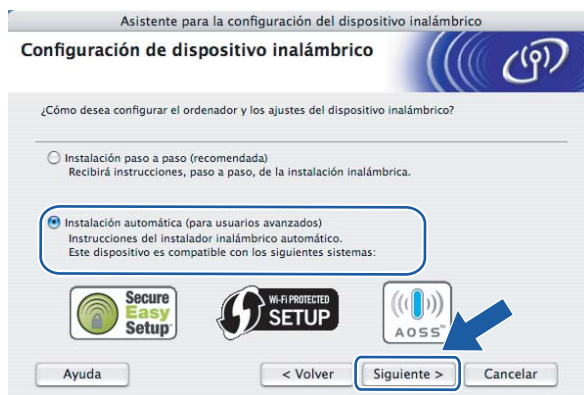 Asistente para la configuración del dispositivo inalámbrico
Configuración de dispositivo inalámbrico
¿Cómo desea configurar el ordenador y los ajustes del dispositivo inalámbrico?
Instalación paso a paso (recomendada)
Recibirá instrucciones, paso a paso, de la instalación inalámbrica.
Instalación automática (para usuarios avanzados)
Instrucciones del instalador inalámbrico automático.
Este dispositivo es compatible con los siguientes sistemas:
Secure
Easy
Setup™
WI-FI PROTECTED
SETUP
AOSS™
Ayuda
< Volver
Siguiente >
Cancelar